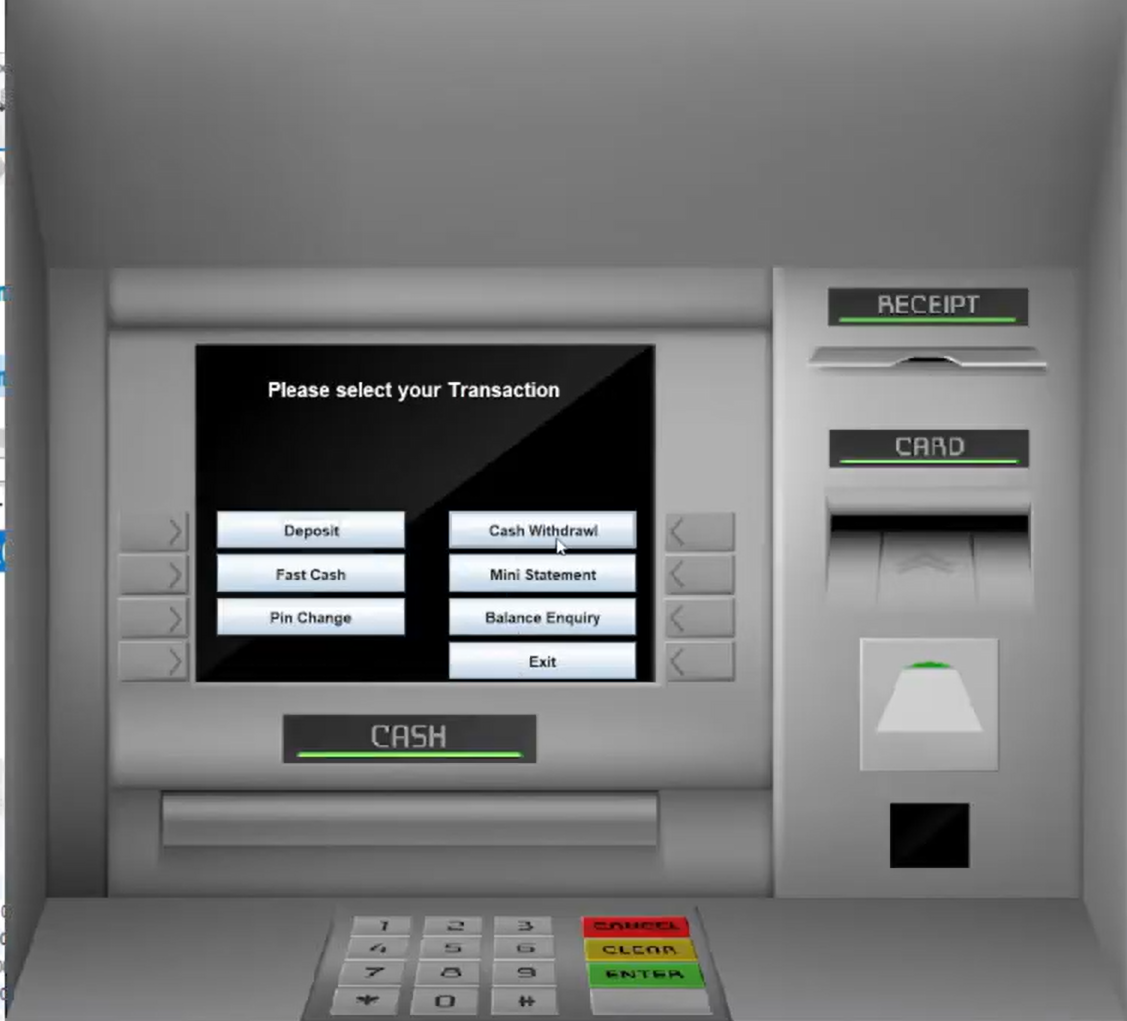 RECEIPT
Please select your Transaction
CARD
Deposit
Cash Withdrawl
Fast Cash
Mini Statement
Pin Change
Balance Enquiry
Exit
CASH
1 2 3 CANCEL
4 5 6 CLEAR
7 8 9 ENTER
* 0 #